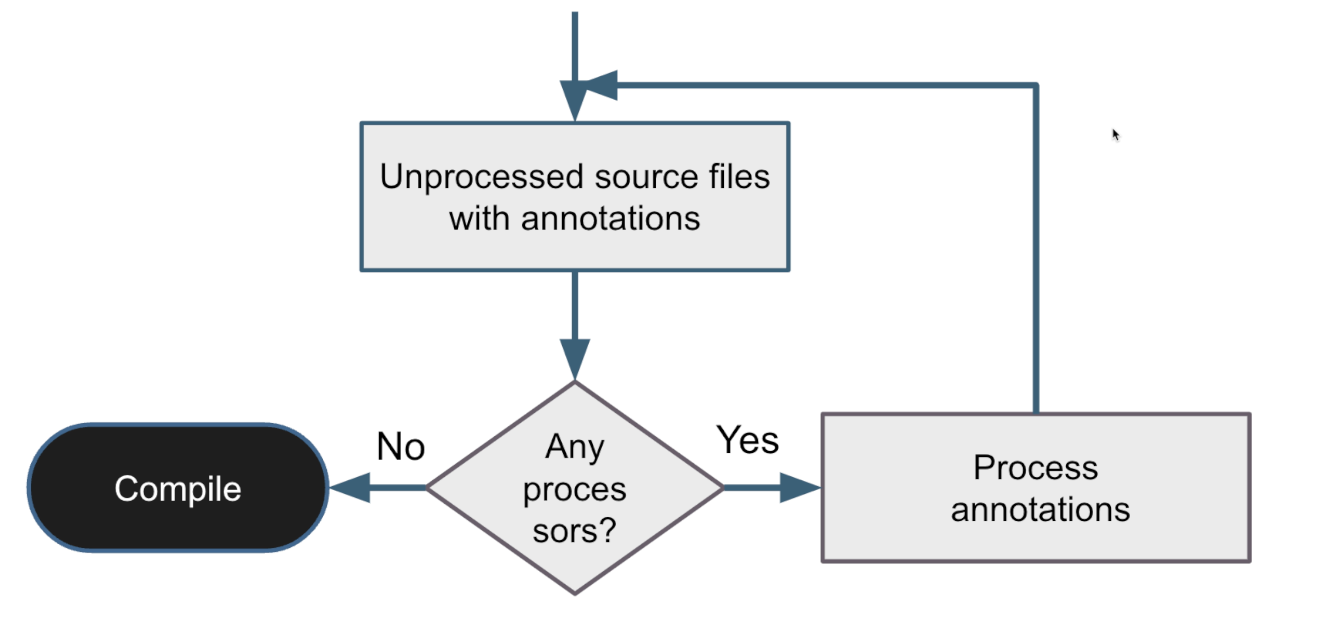 Unprocessed source files
with annotations
No
Any
proces
sors?
Yes
Compile
Process
annotations